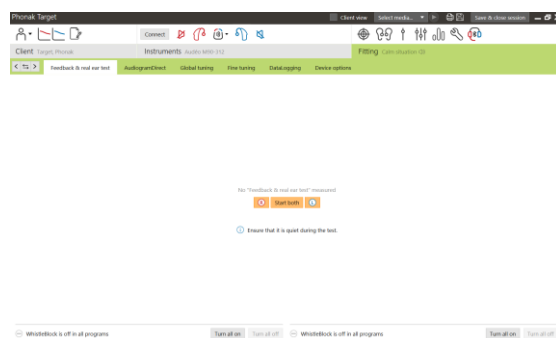 Phonak Target
Client view Select media... Save & close session
Connect
Client Target, Phonak Instruments Audéo M90-312 Fitting Calm situation (3)
Feedback & real ear test AudiogramDirect Global tuning Fine tuning DataLogging Device options
No "Feedback & real ear test" measured
R Start both L
Ensure that it is quiet during the test.
WhistleBlock is off in all programs Turn all on Turn all off WhistleBlock is off in all programs Turn all on Turn all off